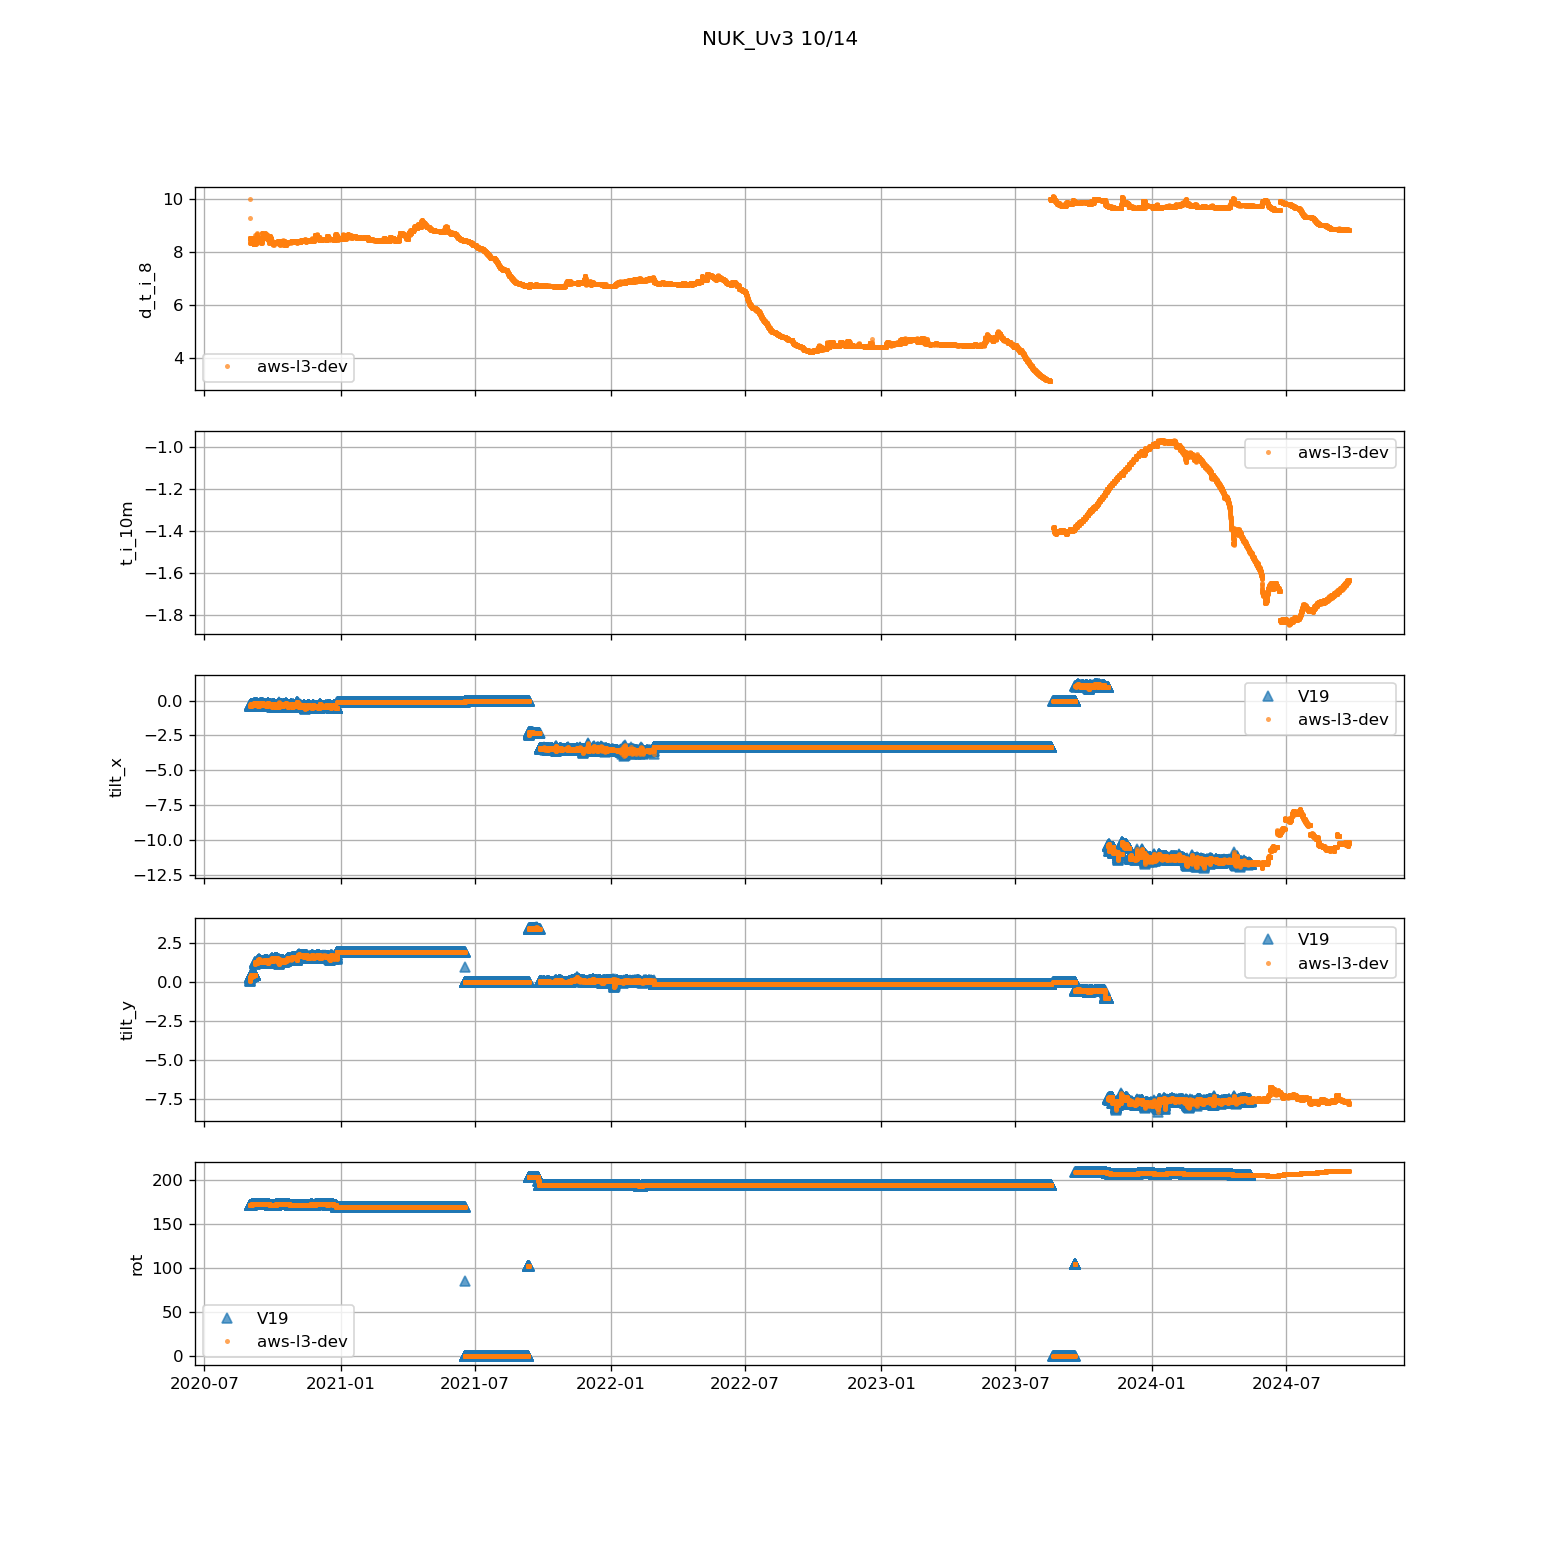 NUK_Uv3 10/14
10
8
6
4
d_t_i_8
aws-l3-dev
−1.0
−1.2
−1.4
−1.6
−1.8
t_i_10m
aws-l3-dev
0.0
−2.5
−5.0
−7.5
−10.0
−12.5
tilt_x
V19
aws-l3-dev
2.5
0.0
−2.5
−5.0
−7.5
tilt_y
V19
aws-l3-dev
200
150
100
50
0
rot
V19
aws-l3-dev
2020-07 2021-01 2021-07 2022-01 2022-07 2023-01 2023-07 2024-01 2024-07